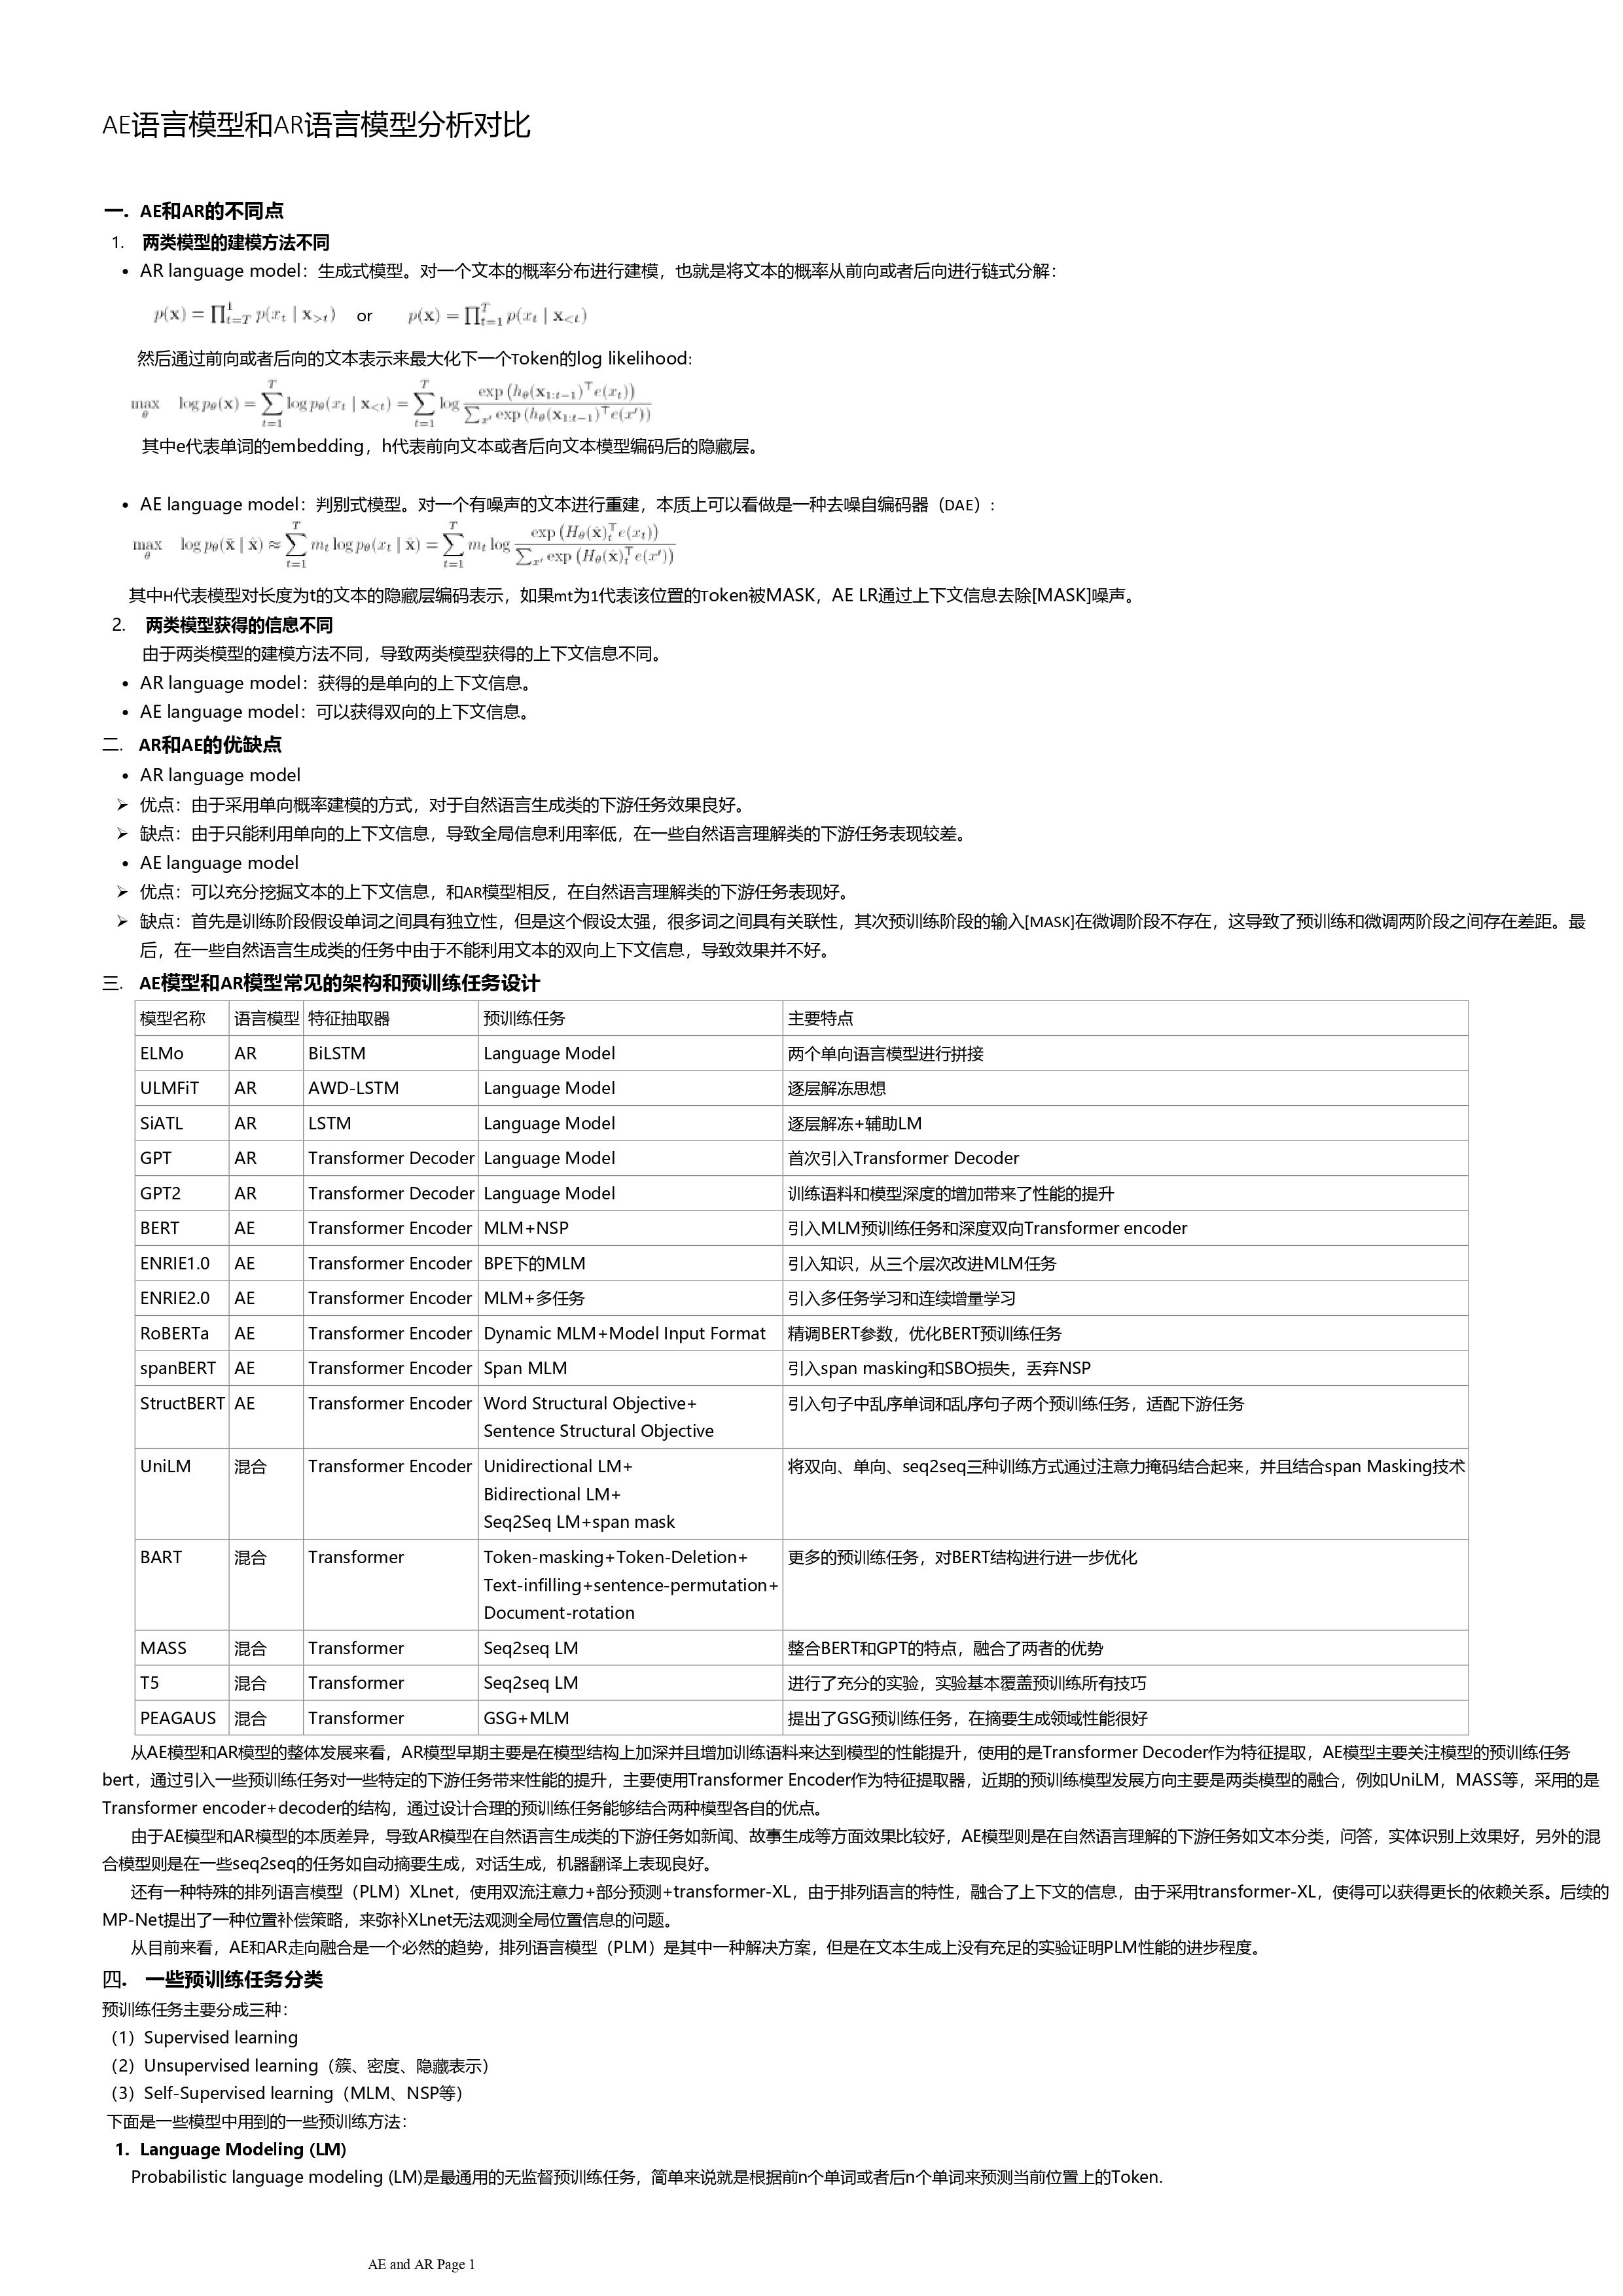 AE语言模型和AR语言模型分析对比
一. AE和AR的不同点
1. 两类模型的建模方法不同
• AR language model：生成式模型。对一个文本的概率分布进行建模，也就是将文本的概率从前向或者后向进行链式分解：
p(x) = ∏_{t=T}^{1} p(x_t | x_{>t}) or p(x) = ∏_{t=1}^{T} p(x_t | x_{<t})
然后通过前向或者后向的文本表示来最大化下一个Token的log likelihood:
max_θ log p_θ(x) = ∑_{t=1}^{T} log p_θ(x_t | x_{<t}) = ∑_{t=1}^{T} log exp(h_θ(x_{1:t-1})^⊤ e(x_t)) / ∑_{x'} exp(h_θ(x_{1:t-1})^⊤ e(x'))
其中e代表单词的embedding，h代表前向文本或者后向文本模型编码后的隐藏层。
• AE language model：判别式模型。对一个有噪声的文本进行重建，本质上可以看做是一种去噪自编码器（DAE）:
max_θ log p_θ(x̄ | x̂) ≈ ∑_{t=1}^{T} m_t log p_θ(x_t | x̂) = ∑_{t=1}^{T} m_t log exp(H_θ(x̂)_t^⊤ e(x_t)) / ∑_{x'} exp(H_θ(x̂)_t^⊤ e(x'))
其中H代表模型对长度为t的文本的隐藏层编码表示，如果mt为1代表该位置的Token被MASK，AE LR通过上下文信息去除[MASK]噪声。
2. 两类模型获得的信息不同
由于两类模型的建模方法不同，导致两类模型获得的上下文信息不同。
• AR language model：获得的是单向的上下文信息。
• AE language model：可以获得双向的上下文信息。
二. AR和AE的优缺点
• AR language model
➢ 优点：由于采用单向概率建模的方式，对于自然语言生成类的下游任务效果良好。
➢ 缺点：由于只能利用单向的上下文信息，导致全局信息利用率低，在一些自然语言理解类的下游任务表现较差。
• AE language model
➢ 优点：可以充分挖掘文本的上下文信息，和AR模型相反，在自然语言理解类的下游任务表现好。
➢ 缺点：首先是训练阶段假设单词之间具有独立性，但是这个假设太强，很多词之间具有关联性，其次预训练阶段的输入[MASK]在微调阶段不存在，这导致了预训练和微调两阶段之间存在差距。最
后，在一些自然语言生成类的任务中由于不能利用文本的双向上下文信息，导致效果并不好。
三. AE模型和AR模型常见的架构和预训练任务设计
模型名称 语言模型 特征抽取器 预训练任务 主要特点
ELMo AR BiLSTM Language Model 两个单向语言模型进行拼接
ULMFiT AR AWD-LSTM Language Model 逐层解冻思想
SiATL AR LSTM Language Model 逐层解冻+辅助LM
GPT AR Transformer Decoder Language Model 首次引入Transformer Decoder
GPT2 AR Transformer Decoder Language Model 训练语料和模型深度的增加带来了性能的提升
BERT AE Transformer Encoder MLM+NSP 引入MLM预训练任务和深度双向Transformer encoder
ENRIE1.0 AE Transformer Encoder BPE下的MLM 引入知识，从三个层次改进MLM任务
ENRIE2.0 AE Transformer Encoder MLM+多任务 引入多任务学习和连续增量学习
RoBERTa AE Transformer Encoder Dynamic MLM+Model Input Format 精调BERT参数，优化BERT预训练任务
spanBERT AE Transformer Encoder Span MLM 引入span masking和SBO损失，丢弃NSP
StructBERT AE Transformer Encoder Word Structural Objective+ 引入句子中乱序单词和乱序句子两个预训练任务，适配下游任务
Sentence Structural Objective
UniLM 混合 Transformer Encoder Unidirectional LM+ 将双向、单向、seq2seq三种训练方式通过注意力掩码结合起来，并且结合span Masking技术
Bidirectional LM+
Seq2Seq LM+span mask
BART 混合 Transformer Token-masking+Token-Deletion+ 更多的预训练任务，对BERT结构进行进一步优化
Text-infilling+sentence-permutation+
Document-rotation
MASS 混合 Transformer Seq2seq LM 整合BERT和GPT的特点，融合了两者的优势
T5 混合 Transformer Seq2seq LM 进行了充分的实验，实验基本覆盖预训练所有技巧
PEAGAUS 混合 Transformer GSG+MLM 提出了GSG预训练任务，在摘要生成领域性能很好
从AE模型和AR模型的整体发展来看，AR模型早期主要是在模型结构上加深并且增加训练语料来达到模型的性能提升，使用的是Transformer Decoder作为特征提取，AE模型主要关注模型的预训练任务
bert，通过引入一些预训练任务对一些特定的下游任务带来性能的提升，主要使用Transformer Encoder作为特征提取器，近期的预训练模型发展方向主要是两类模型的融合，例如UniLM，MASS等，采用的是
Transformer encoder+decoder的结构，通过设计合理的预训练任务能够结合两种模型各自的优点。
由于AE模型和AR模型的本质差异，导致AR模型在自然语言生成类的下游任务如新闻、故事生成等方面效果比较好，AE模型则是在自然语言理解的下游任务如文本分类，问答，实体识别上效果好，另外的混
合模型则是在一些seq2seq的任务如自动摘要生成，对话生成，机器翻译上表现良好。
还有一种特殊的排列语言模型（PLM）XLnet，使用双流注意力+部分预测+transformer-XL，由于排列语言的特性，融合了上下文的信息，由于采用transformer-XL，使得可以获得更长的依赖关系。后续的
MP-Net提出了一种位置补偿策略，来弥补XLnet无法观测全局位置信息的问题。
从目前来看，AE和AR走向融合是一个必然的趋势，排列语言模型（PLM）是其中一种解决方案，但是在文本生成上没有充足的实验证明PLM性能的进步程度。
四. 一些预训练任务分类
预训练任务主要分成三种：
（1）Supervised learning
（2）Unsupervised learning（簇、密度、隐藏表示）
（3）Self-Supervised learning（MLM、NSP等）
下面是一些模型中用到的一些预训练方法：
1. Language Modeling (LM)
Probabilistic language modeling (LM)是最通用的无监督预训练任务，简单来说就是根据前n个单词或者后n个单词来预测当前位置上的Token.
AE and AR Page 1